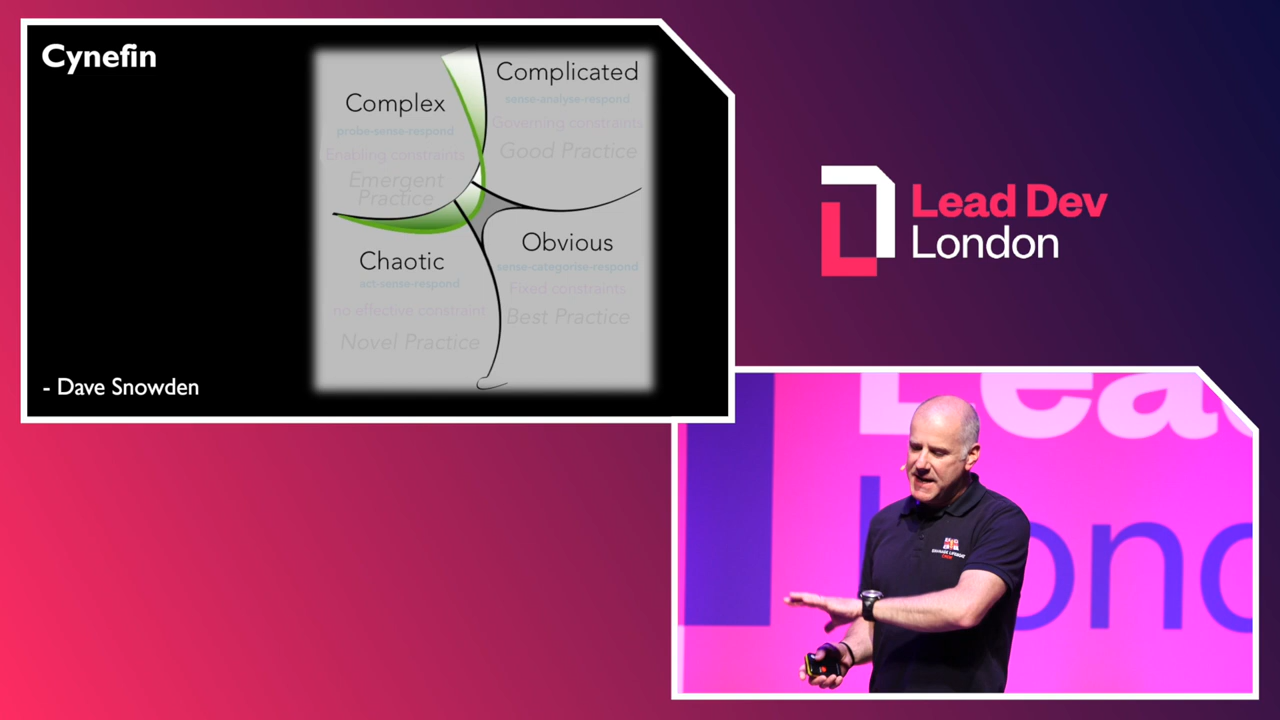 Cynefin
Complex
probe-sense-respond
Enabling constraints
Emergent
Practice
Complicated
sense-analyse-respond
Governing constraints
Good Practice
Chaotic
act-sense-respond
no effective constraint
Novel Practice
Obvious
sense-categorise-respond
Fixed constraints
Best Practice
- Dave Snowden
Lead Dev
London
Lea
Lond